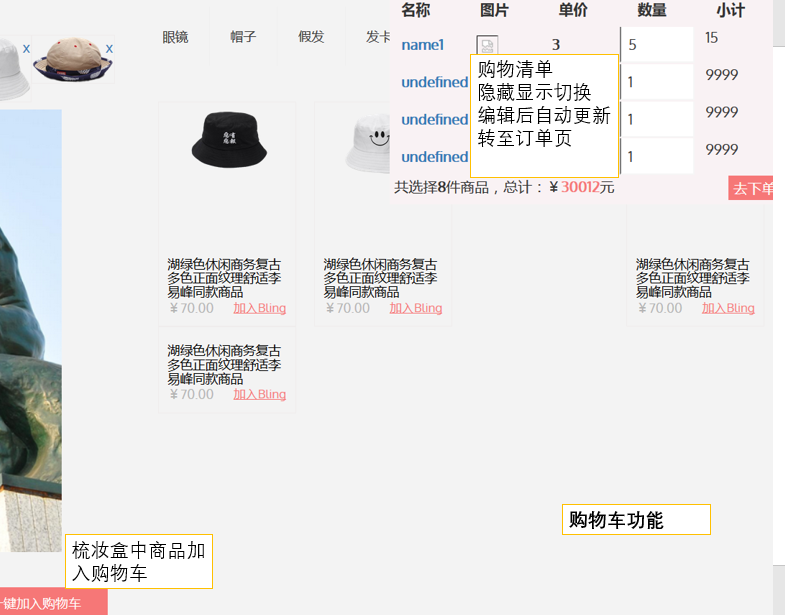 名称 图片 单价 数量 小计
眼镜 帽子 假发 发卡
x x
name1 3 5 15
undefined 1 9999
undefined 1 9999
undefined 1 9999
购物清单
隐藏显示切换
编辑后自动更新
转至订单页
共选择8件商品，总计：￥30012元
去下单
湖绿色休闲商务复古
多色正面纹理舒适李
易峰同款商品
￥70.00 加入Bling
湖绿色休闲商务复古
多色正面纹理舒适李
易峰同款商品
￥70.00 加入Bling
湖绿色休闲商务复古
多色正面纹理舒适李
易峰同款商品
￥70.00 加入Bling
湖绿色休闲商务复古
多色正面纹理舒适李
易峰同款商品
￥70.00 加入Bling
购物车功能
梳妆盒中商品加
入购物车
键加入购物车